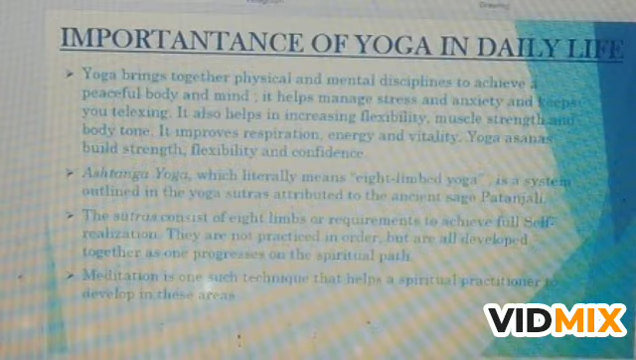 IMPORTANTANCE OF YOGA IN DAILY LIFE
➤ Yoga brings together physical and mental disciplines to achieve a
peaceful body and mind ; it helps manage stress and anxiety and keeps
you telexing. It also helps in increasing flexibility, muscle strength and
body tone. It improves respiration, energy and vitality. Yoga asanas
build strength, flexibility and confidence
➤ Ashtanga Yoga, which literally means "eight-limbed yoga" , is a system
outlined in the yoga sutras attributed to the ancient sage Patanjali.
➤ The sutras consist of eight limbs or requirements to achieve full Self-
realization. They are not practiced in order, but are all developed
together as one progresses on the spiritual path.
➤ Meditation is one such technique that helps a spiritual practitioner to
develop in these areas
VIDMIX